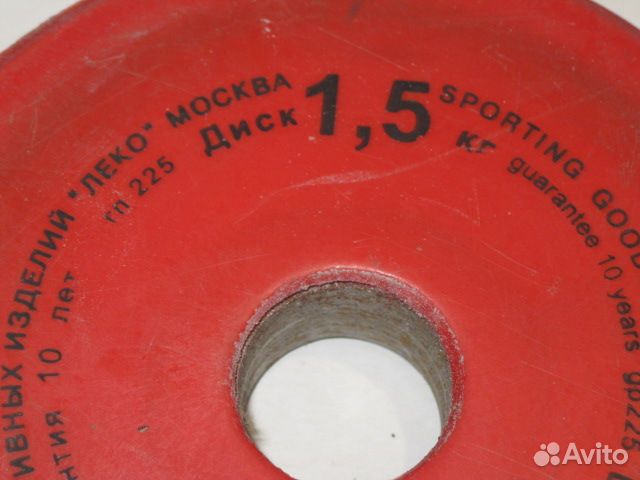 ИВНЫХ ИЗДЕЛИЙ "ЛЕКО" МОСКВА
НТИЯ 10 лет гп 225
Диск 1,5 кг
SPORTING GOOD
guarantee 10 years gp225
Avito